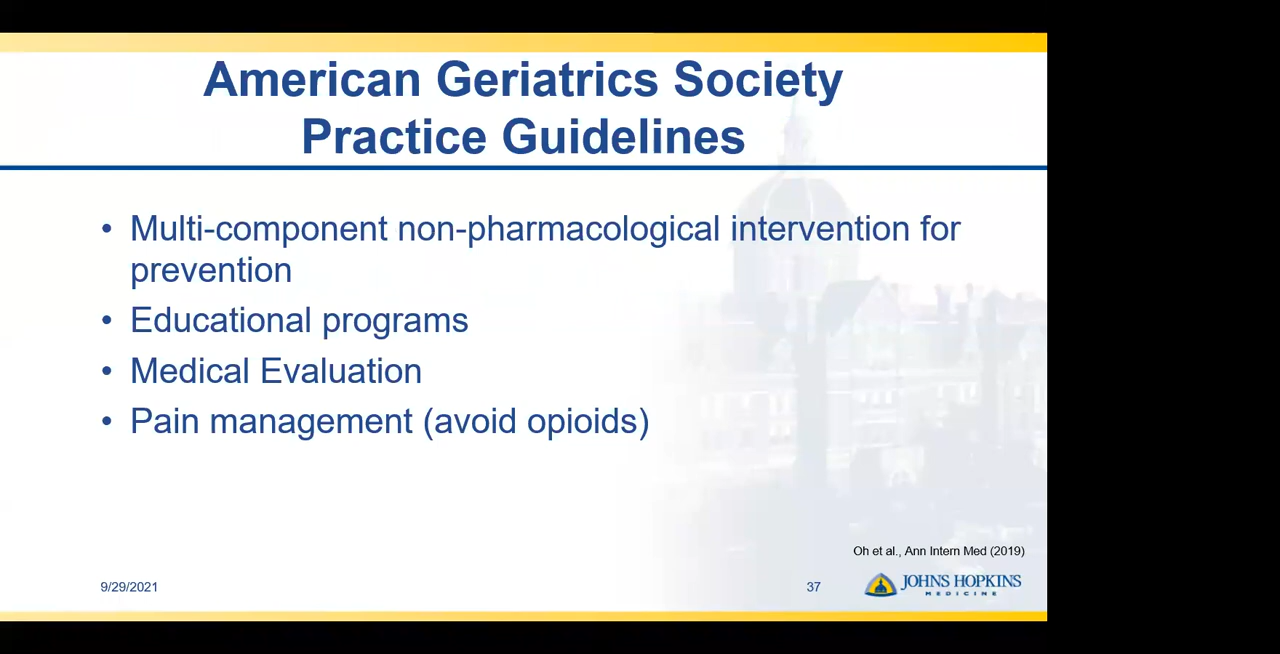 American Geriatrics Society
Practice Guidelines
• Multi-component non-pharmacological intervention for
prevention
• Educational programs
• Medical Evaluation
• Pain management (avoid opioids)
Oh et al., Ann Intern Med (2019)
9/29/2021
37
JOHNS HOPKINS
MEDICINE